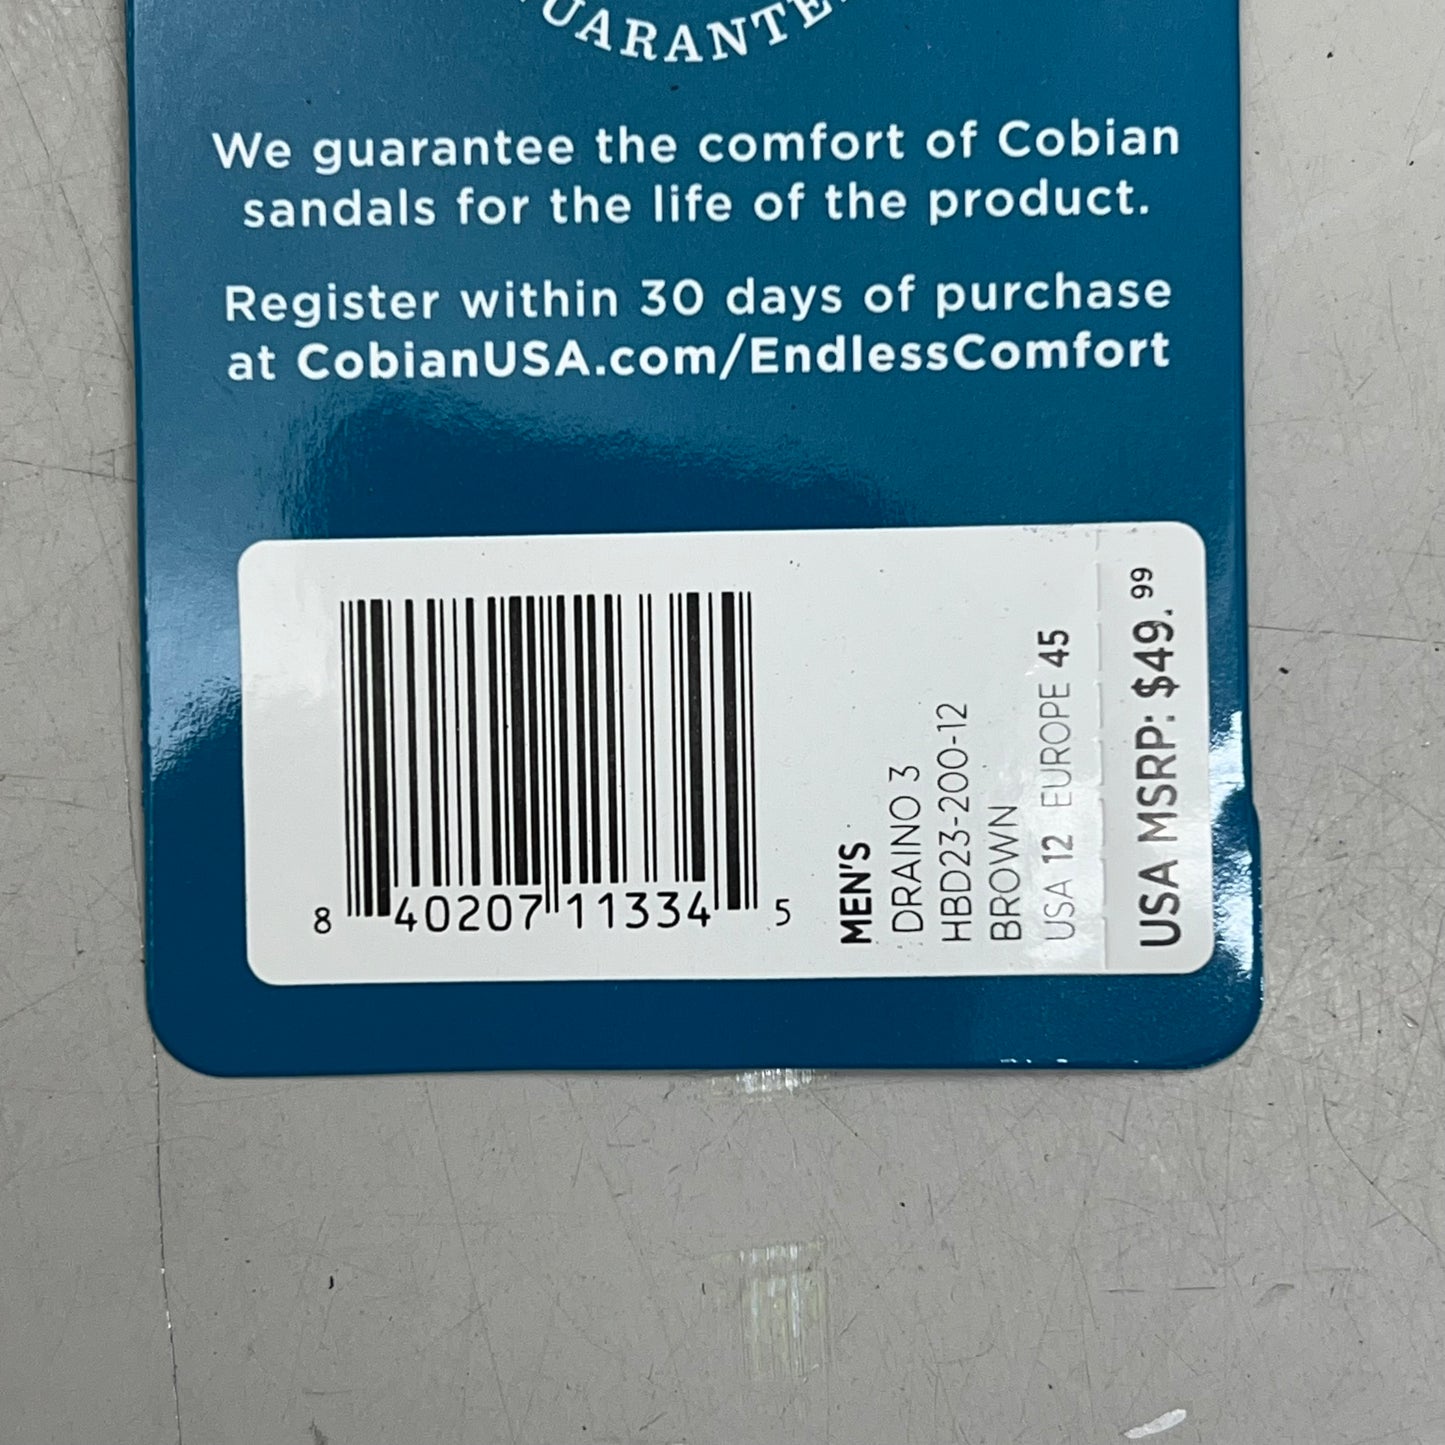 GUARANTEE
We guarantee the comfort of Cobian
sandals for the life of the product.
Register within 30 days of purchase
at CobianUSA.com/EndlessComfort
8 40207 11334 5
MEN'S
DRAINO 3
HBD23-200-12
BROWN
USA 12 EUROPE 45
USA MSRP: $49.99